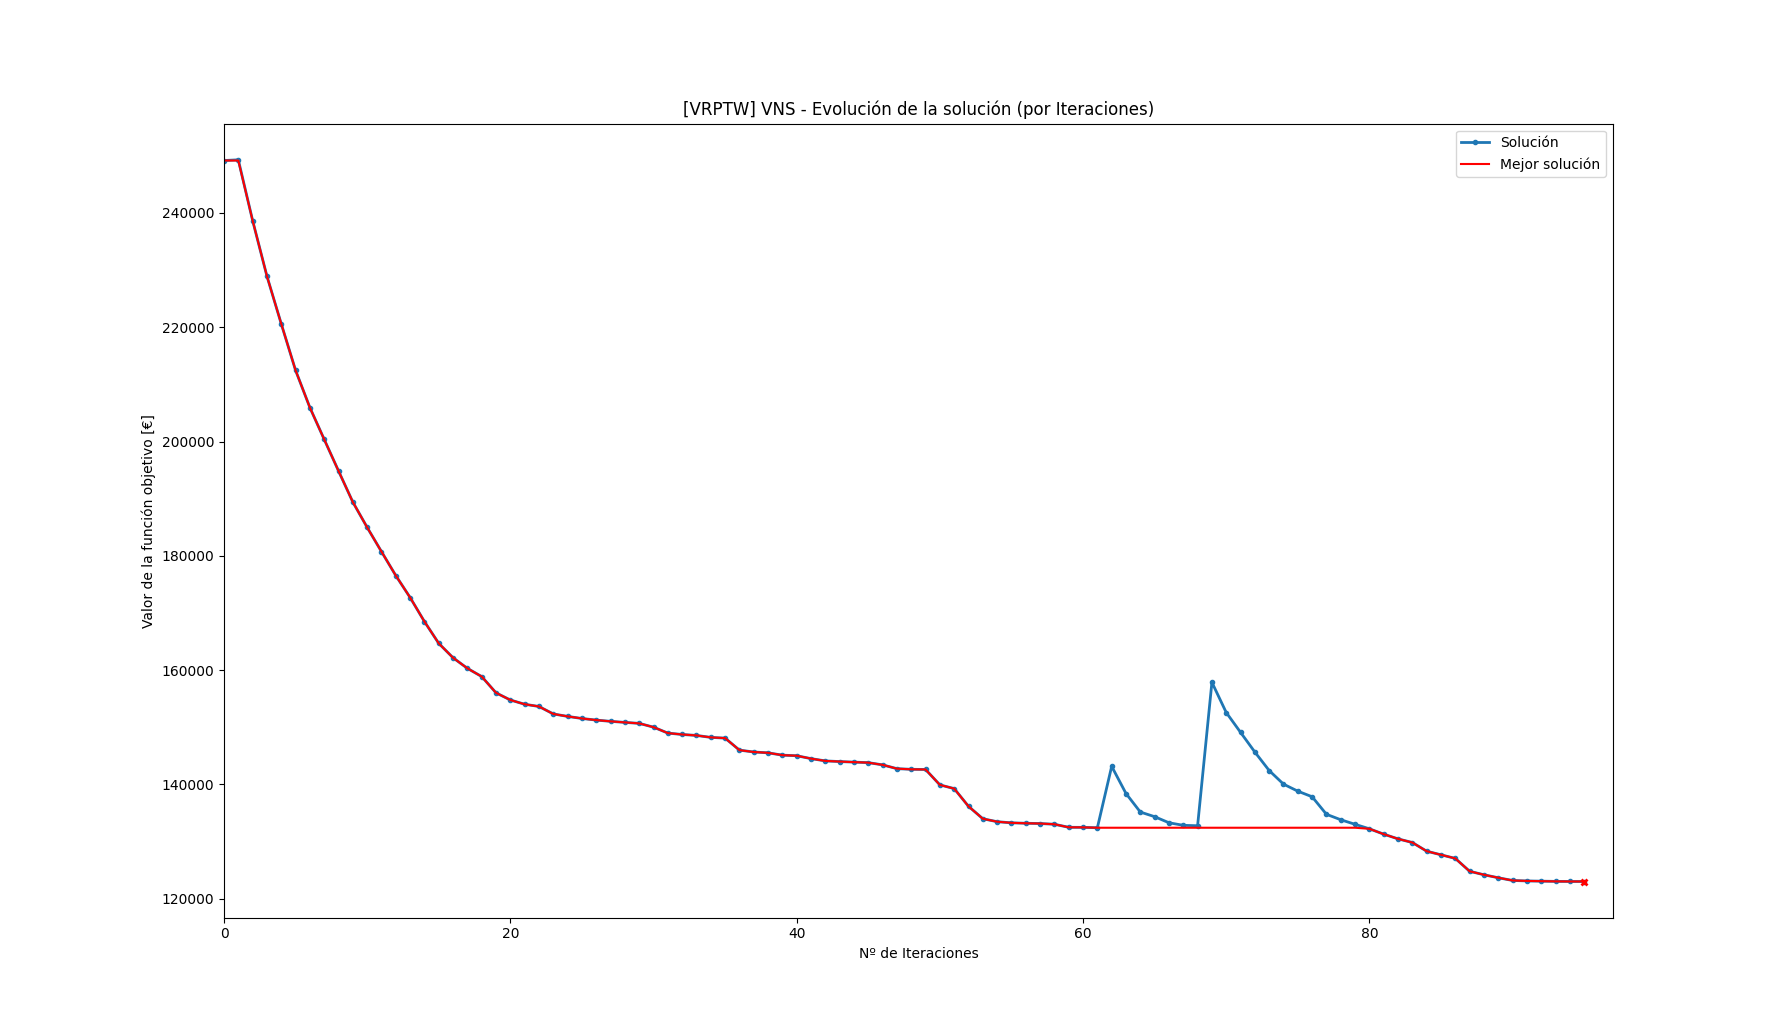 [VRPTW] VNS - Evolución de la solución (por Iteraciones)
Solución
Mejor solución
Valor de la función objetivo [€]
240000
220000
200000
180000
160000
140000
120000
0 20 40 60 80
Nº de Iteraciones